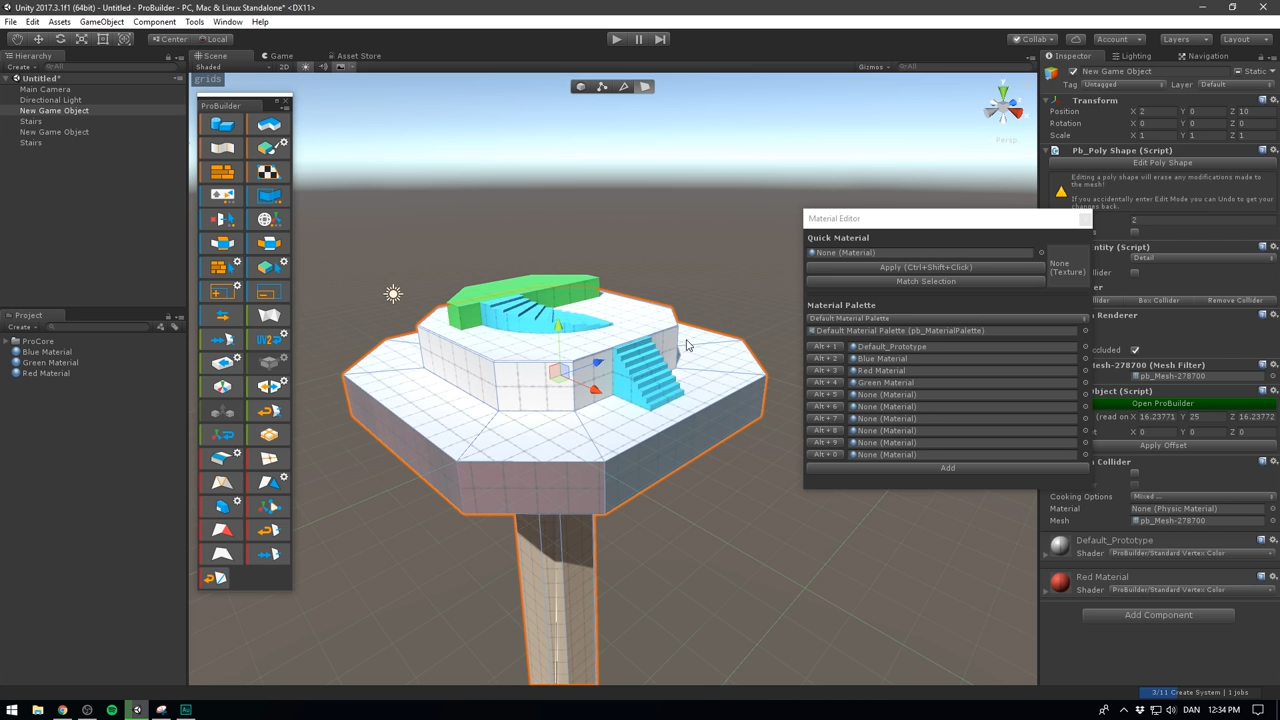 Unity 2017.3.1f1 (64bit) - Untitled - ProBuilder - PC, Mac & Linux Standalone* <DX11>
File Edit Assets GameObject Component Tools Window Help
Center Local
Collab Account Layers Layout
Hierarchy
Create All
Untitled*
Main Camera
Directional Light
New Game Object
Stairs
New Game Object
Stairs
Project
Create
ProCore
Blue Material
Green Material
Red Material
Scene Game Asset Store
Shaded 2D Gizmos All
grids
ProBuilder
UV2
Y
Persp
Material Editor
Quick Material
None (Material)
Apply (Ctrl+Shift+Click)
Match Selection
None
(Texture)
Material Palette
Default Material Palette
Default Material Palette (pb_MaterialPalette)
Alt + 1 Default_Prototype
Alt + 2 Blue Material
Alt + 3 Red Material
Alt + 4 Green Material
Alt + 5 None (Material)
Alt + 6 None (Material)
Alt + 7 None (Material)
Alt + 8 None (Material)
Alt + 9 None (Material)
Alt + 0 None (Material)
Add
Inspector Lighting Navigation
New Game Object Static
Tag Untagged Layer Default
Transform
Position X 2 Y 0 Z 10
Rotation X 0 Y 0 Z 0
Scale X 1 Y 1 Z 1
Pb_Poly Shape (Script)
Edit Poly Shape
Editing a poly shape will erase any modifications made to the mesh!
If you accidentally enter Edit Mode you can Undo to get your changes back.
2
ntity (Script)
Detail
llider
llider Box Collider Remove Collider
Renderer
ccluded
Mesh-278700 (Mesh Filter)
pb_Mesh-278700
Object (Script)
Open ProBuilder
(read on X 16.23771 Y 25 16.23772
X 0 Y 0 Z 0
Apply Offset
Collider
Cooking Options Mixed ...
Material None (Physic Material)
Mesh pb_Mesh-278700
Default_Prototype
Shader ProBuilder/Standard Vertex Color
Red Material
Shader ProBuilder/Standard Vertex Color
Add Component
3/11 Create System | 1 jobs
DAN 12:34 PM